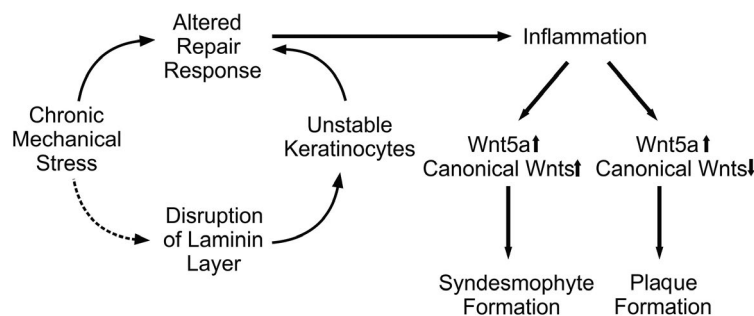 Altered
Repair
Response
Inflammation
Chronic
Mechanical
Stress
Unstable
Keratinocytes
Wnt5a⬆
Canonical Wnts⬆
Wnt5a⬆
Canonical Wnts⬇
Disruption
of Laminin
Layer
Syndesmophyte
Formation
Plaque
Formation